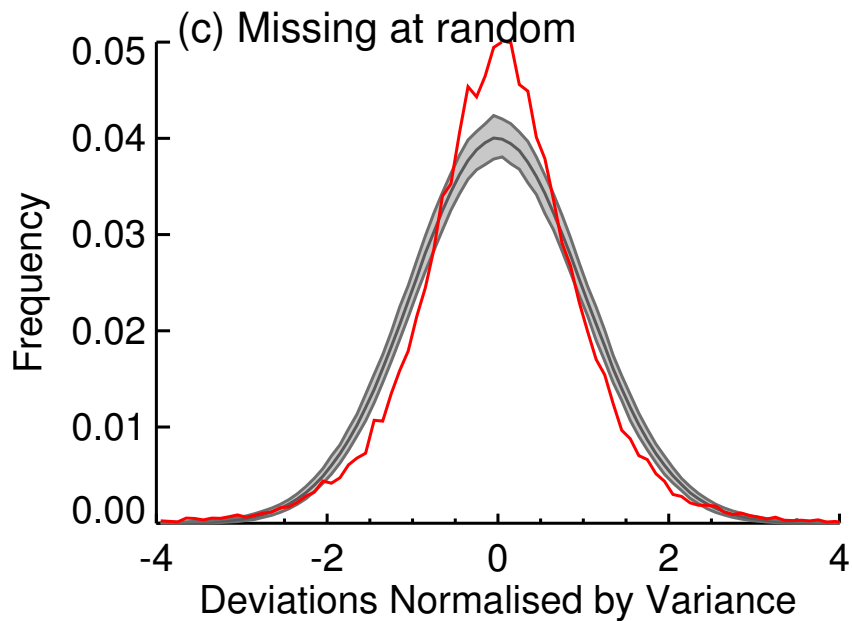 (c) Missing at random
0.05
0.04
0.03
0.02
0.01
0.00
Frequency
-4 -2 0 2 4
Deviations Normalised by Variance